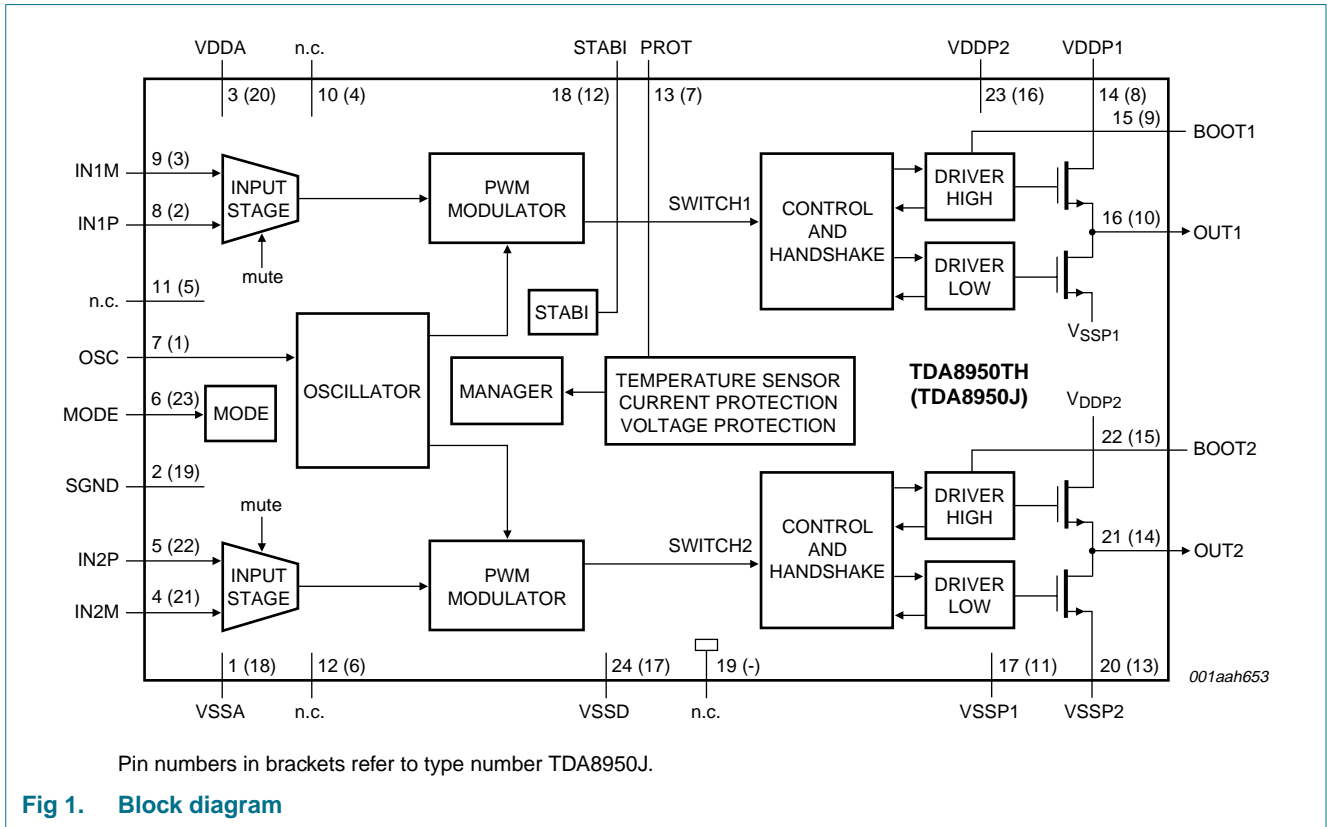 VDDA
n.c.
STABI PROT
VDDP2
VDDP1
3 (20)
10 (4)
18 (12)
13 (7)
23 (16)
14 (8)
15 (9)
BOOT1
IN1M
9 (3)
IN1P
8 (2)
INPUT
STAGE
mute
PWM
MODULATOR
SWITCH1
CONTROL
AND
HANDSHAKE
DRIVER
HIGH
DRIVER
LOW
16 (10)
OUT1
VSSP1
n.c.
11 (5)
STABI
OSC
7 (1)
OSCILLATOR
MANAGER
TEMPERATURE SENSOR
CURRENT PROTECTION
VOLTAGE PROTECTION
TDA8950TH
(TDA8950J)
MODE
6 (23)
MODE
VDDP2
22 (15)
BOOT2
SGND
2 (19)
mute
IN2P
5 (22)
IN2M
4 (21)
INPUT
STAGE
PWM
MODULATOR
SWITCH2
CONTROL
AND
HANDSHAKE
DRIVER
HIGH
DRIVER
LOW
21 (14)
OUT2
1 (18)
12 (6)
24 (17)
19 (-)
17 (11)
20 (13)
001aah653
VSSA
n.c.
VSSD
n.c.
VSSP1
VSSP2
Pin numbers in brackets refer to type number TDA8950J.
Fig 1. Block diagram